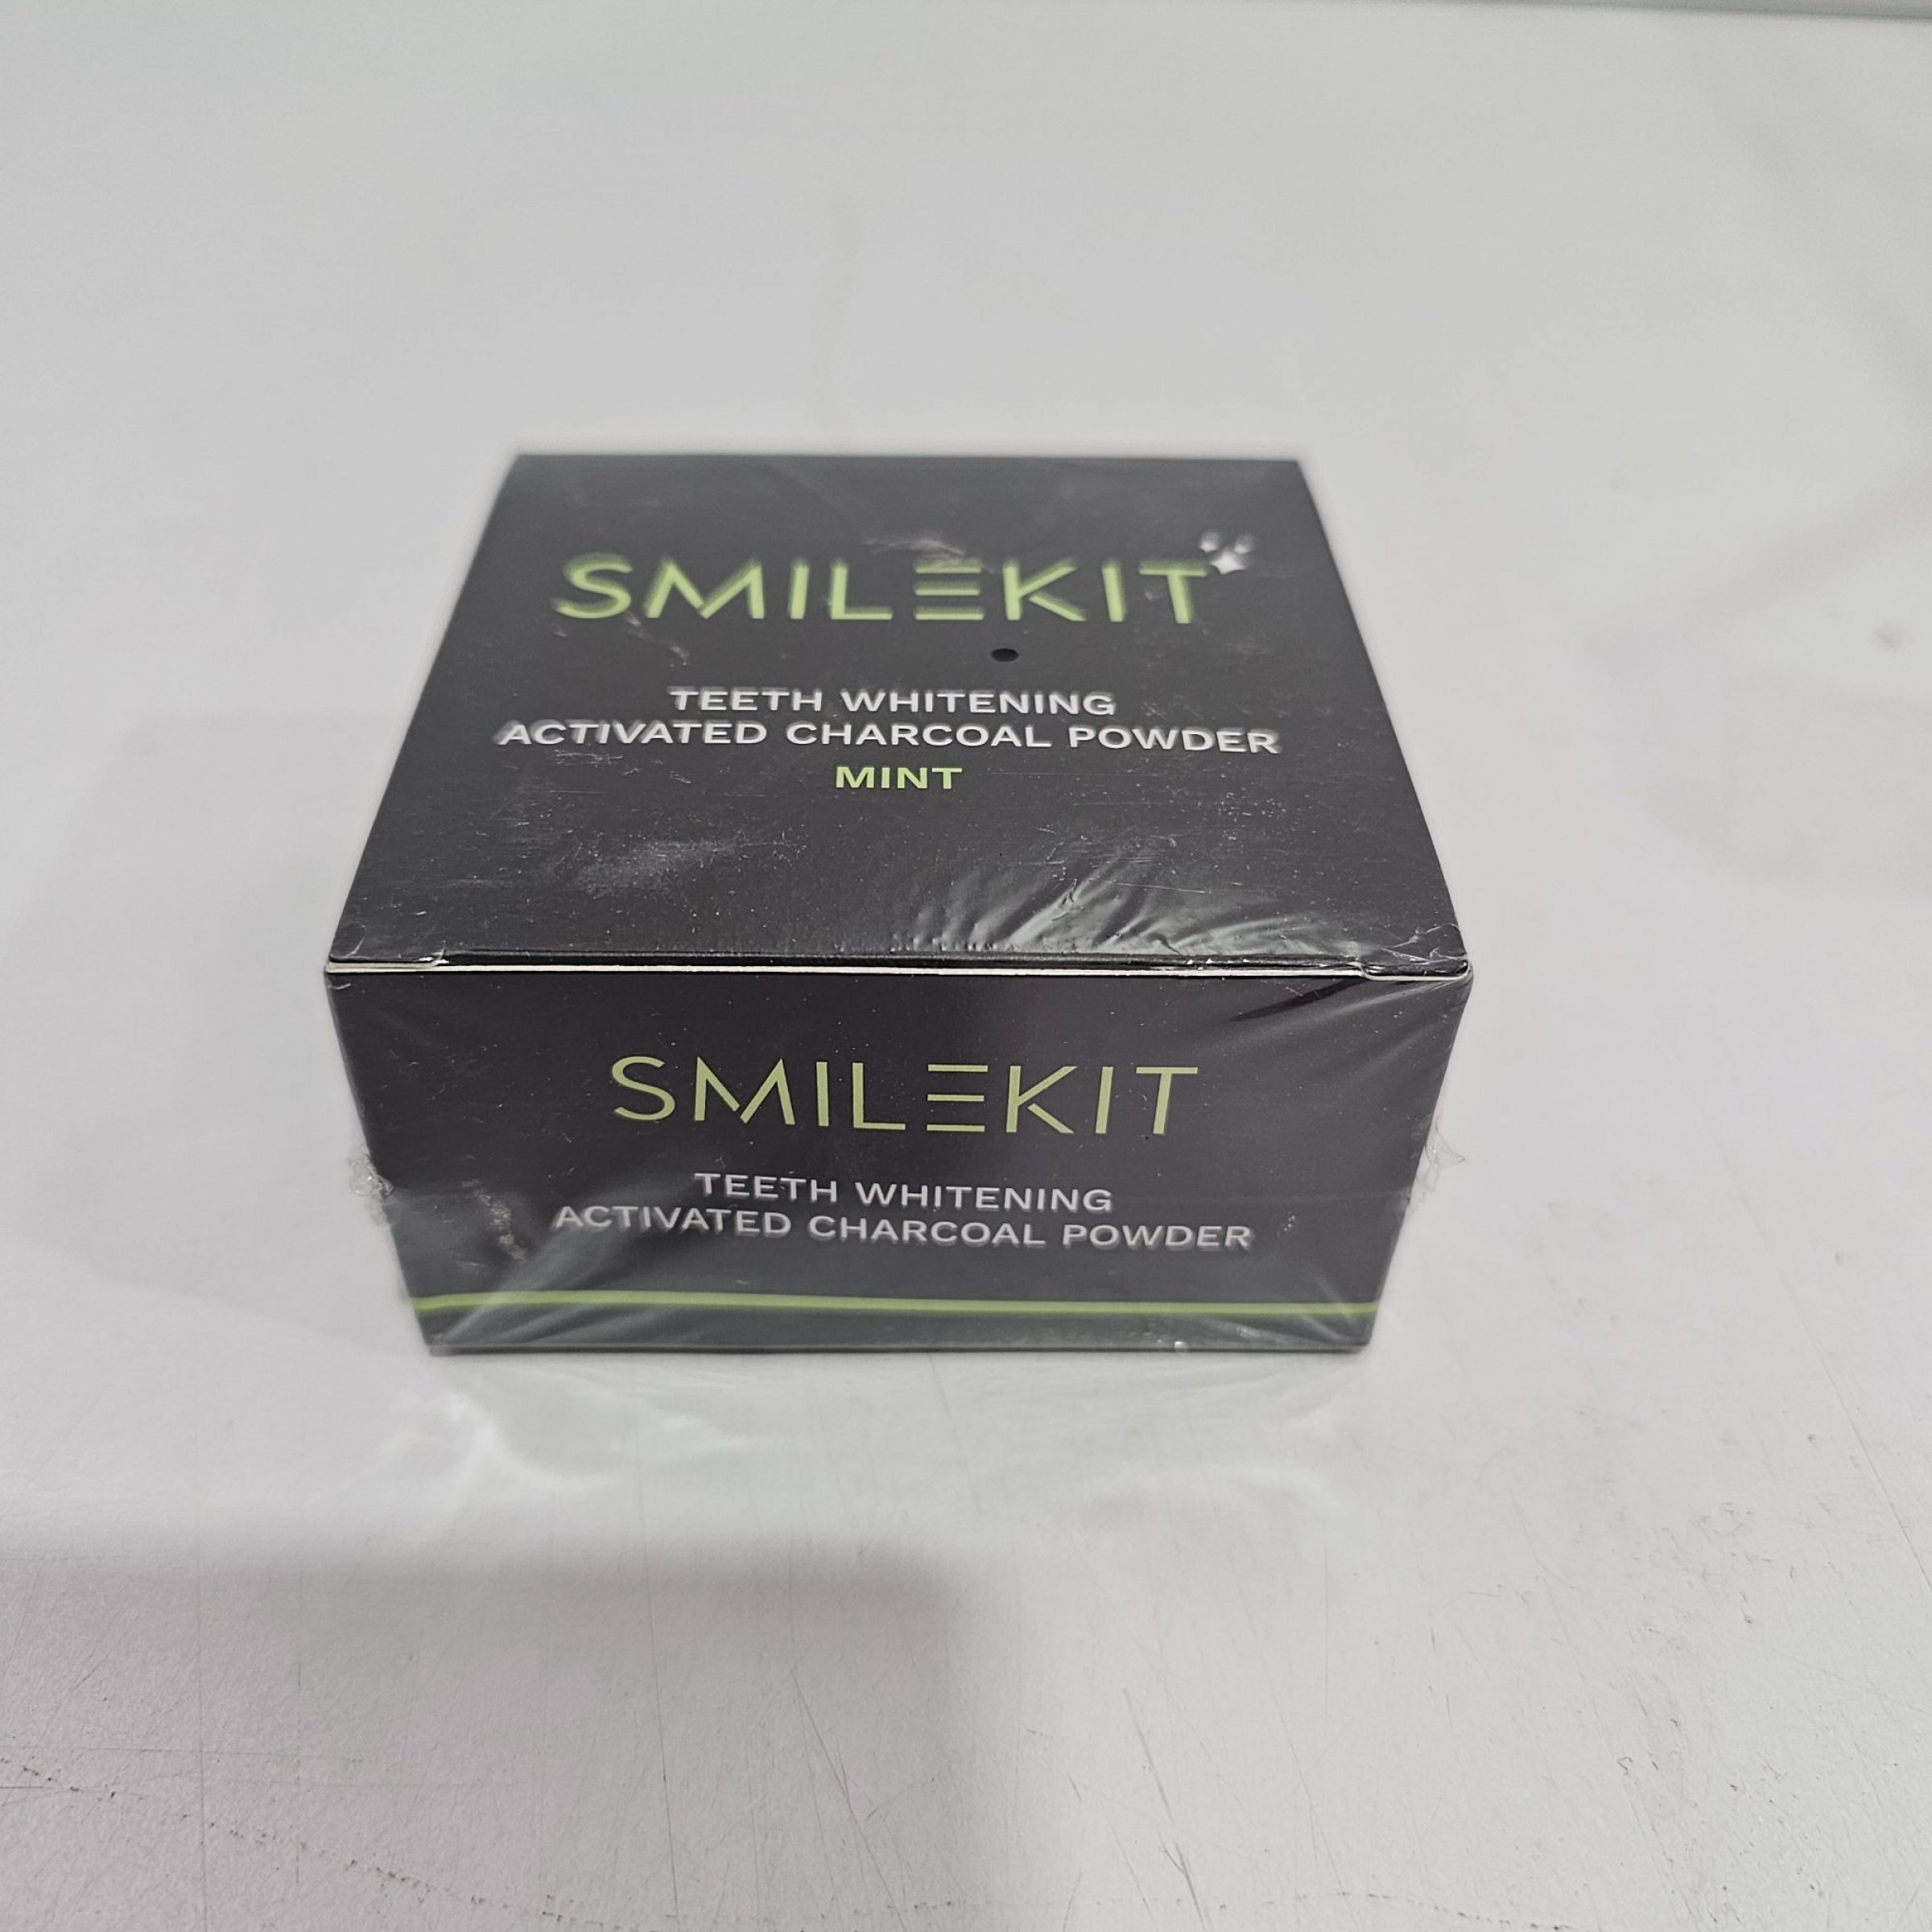 SMILEKIT
TEETH WHITENING
ACTIVATED CHARCOAL POWDER
MINT
SMILEKIT
TEETH WHITENING
ACTIVATED CHARCOAL POWDER